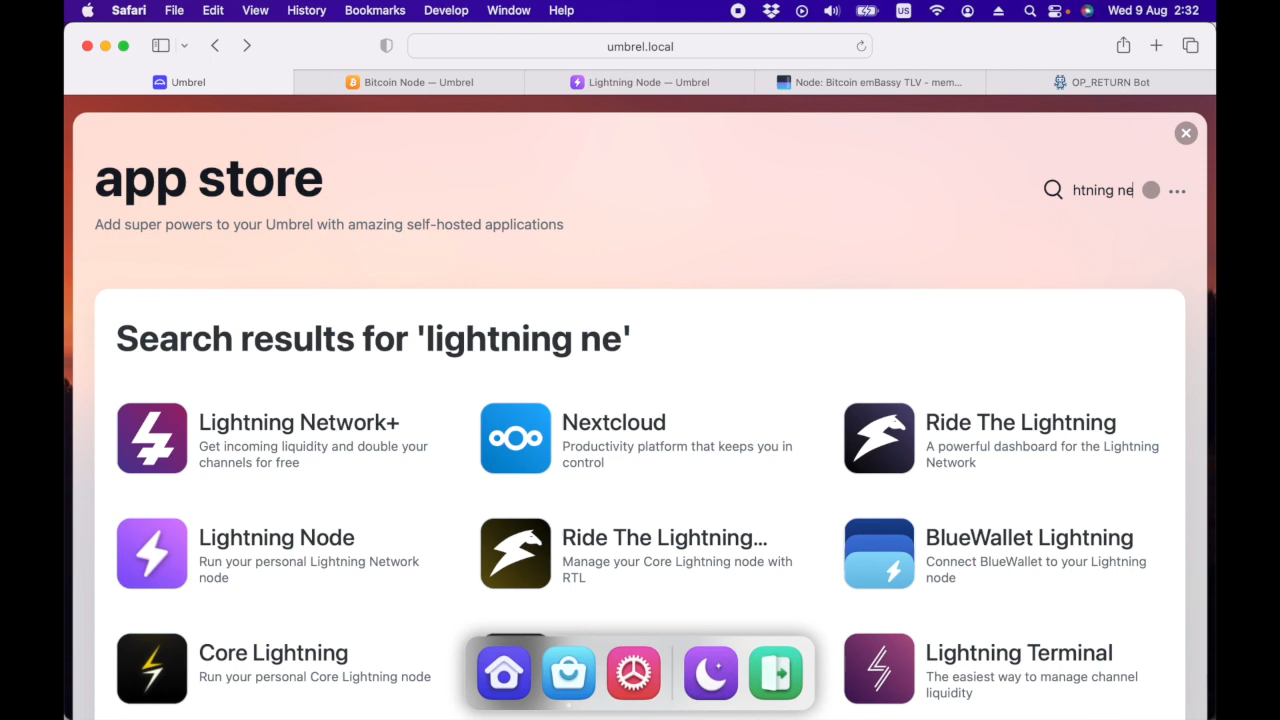 Safari File Edit View History Bookmarks Develop Window Help US Wed 9 Aug 2:32
umbrel.local
Umbrel
Bitcoin Node — Umbrel
Lightning Node — Umbrel
Node: Bitcoin emBassy TLV - mem...
OP_RETURN Bot
app store
htning ne
Add super powers to your Umbrel with amazing self-hosted applications
Search results for 'lightning ne'
Lightning Network+
Get incoming liquidity and double your
channels for free
Nextcloud
Productivity platform that keeps you in
control
Ride The Lightning
A powerful dashboard for the Lightning
Network
Lightning Node
Run your personal Lightning Network
node
Ride The Lightning...
Manage your Core Lightning node with
RTL
BlueWallet Lightning
Connect BlueWallet to your Lightning
node
Core Lightning
Run your personal Core Lightning node
Lightning Terminal
The easiest way to manage channel
liquidity